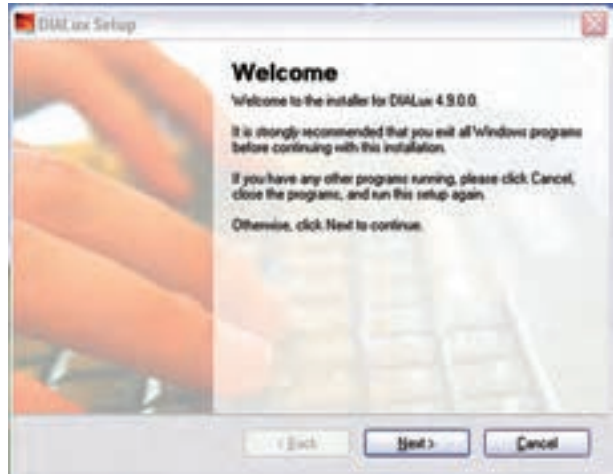 DIALux Setup
Welcome
Welcome to the installer for DIALux 4.9.0.0.
It is strongly recommended that you exit all Windows programs
before continuing with this installation.
If you have any other programs running, please click Cancel,
close the programs, and run this setup again.
Otherwise, click Next to continue.
< Back
Next >
Cancel